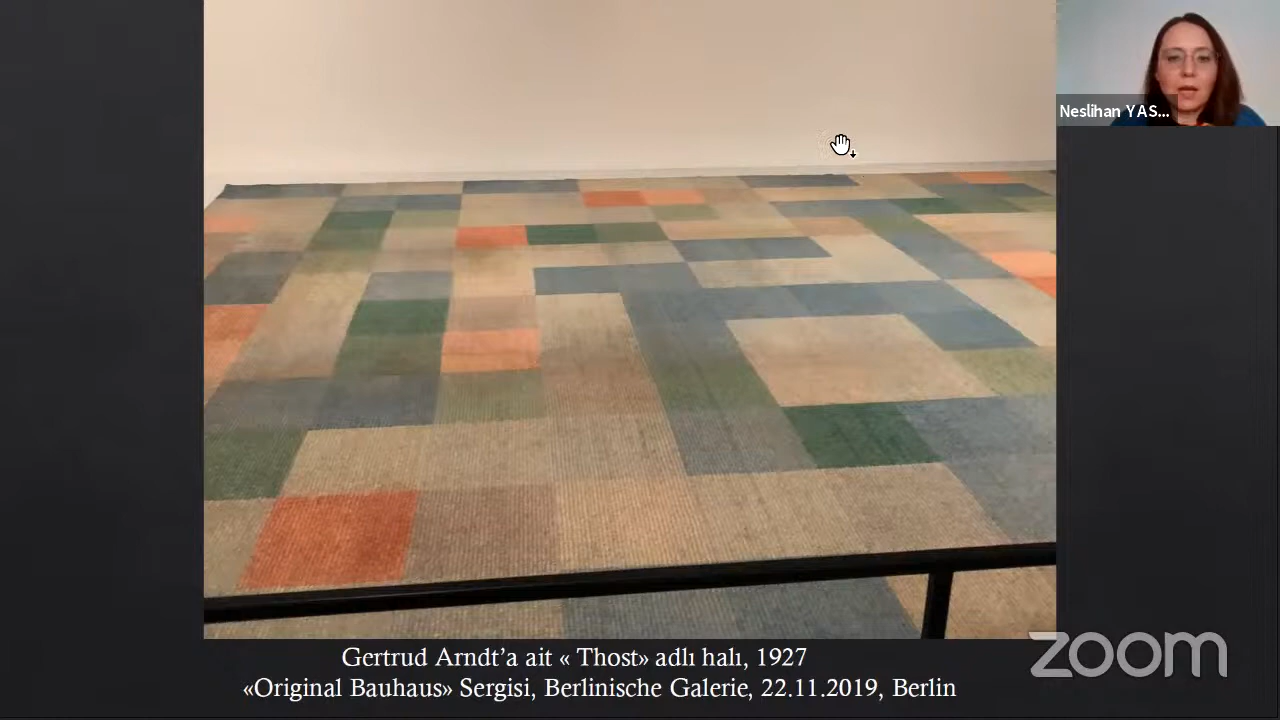 Neslihan YAS...
Gertrud Arndt’a ait « Thost» adlı halı, 1927
«Original Bauhaus» Sergisi, Berlinische Galerie, 22.11.2019, Berlin
zoom